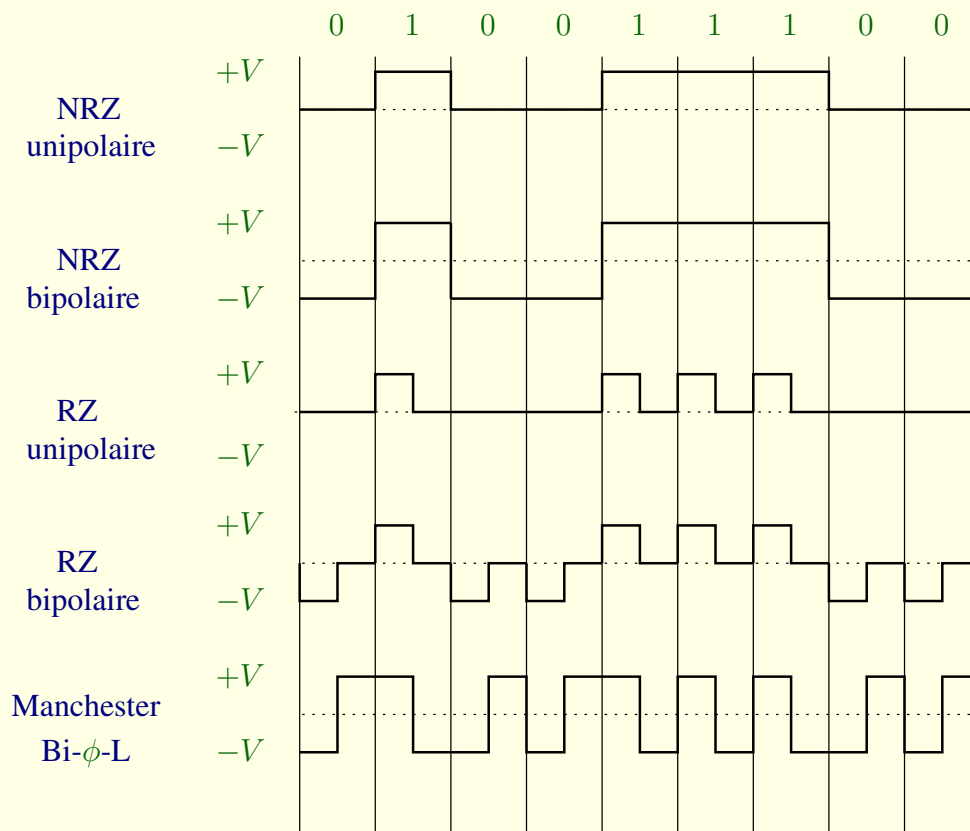 0 1 0 0 1 1 1 0 0
+V
NRZ
unipolaire
−V
+V
NRZ
bipolaire
−V
+V
RZ
unipolaire
−V
+V
RZ
bipolaire
−V
+V
Manchester
Bi-ϕ-L
−V